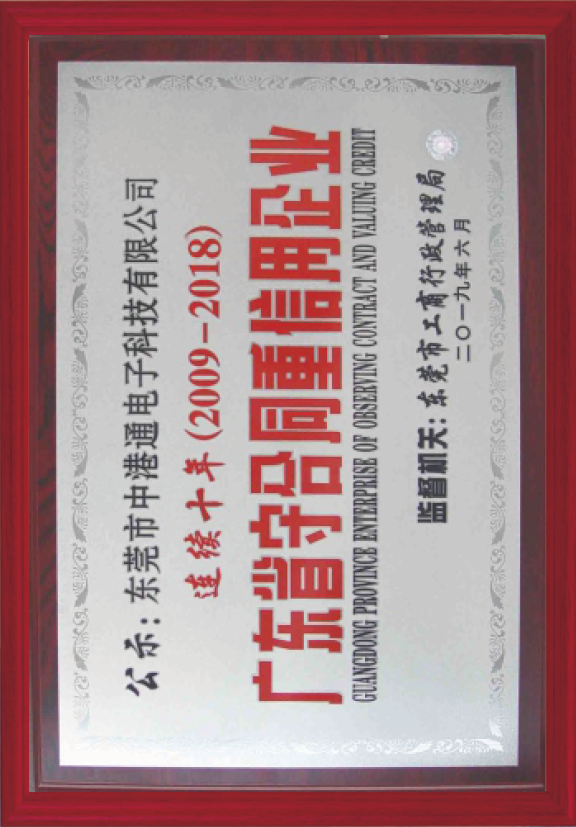 公示:东莞市中港通电子科技有限公司
连续十年(2009-2018)
广东省守合同重信用企业
GUANGDONG PROVINCE ENTERPRISE OF OBSERVING CONTRACT AND VALUING CREDIT
监督机关:东莞市工商行政管理局
二〇一九年六月